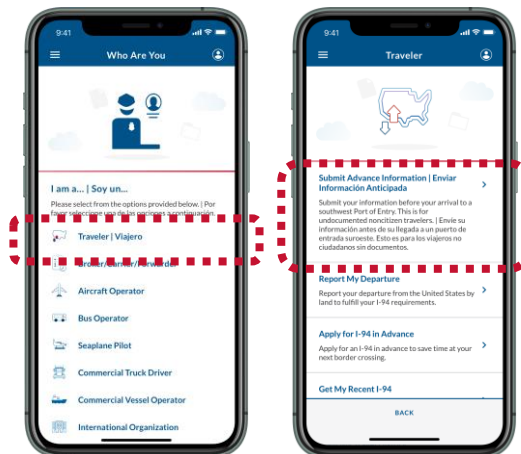 9:41
Who Are You
I am a... | Soy un...
Please select from the options provided below. | Por
favor seleccione una de las opciones a continuación.
Traveler | Viajero
Broker/Carrier/Forwarder
Aircraft Operator
Bus Operator
Seaplane Pilot
Commercial Truck Driver
Commercial Vessel Operator
International Organization
9:41
Traveler
Submit Advance Information | Enviar
Información Anticipada
Submit your information before your arrival to a
southwest Port of Entry. This is for
undocumented noncitizen travelers. | Envie su
información antes de su llegada a un puerto de
entrada suroeste. Esto es para los viajeros no
ciudadanos sin documentos.
Report My Departure
Report your departure from the United States by
land to fulfill your I-94 requirements.
Apply for I-94 in Advance
Apply for an I-94 in advance to save time at your
next border crossing.
Get My Recent I-94
BACK